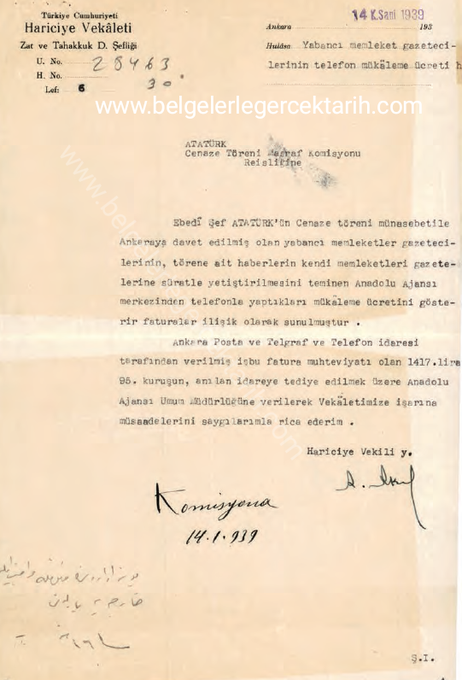 Türkiye Cumhuriyeti
Hariciye Vekâleti
Zat ve Tahakkuk D. Şefliği
U. No. 28463
H. No. 30
Lef: 6
14 K.Sani 1939
Ankara 193
Hulâsa Yabancı memleket gazeteci-
lerinin telefon mükâleme ücreti h
www.belgelerlegercektarih.com
ATATÜRK
Cenaze Töreni Masraf Komisyonu
Reisliğine
Ebedî Şef ATATÜRK'ün Cenaze töreni münasebetile
Ankaraya davet edilmiş olan yabancı memleketler gazeteci-
lerinin, törene ait haberlerin kendi memleketleri gazete-
lerine süratle yetiştirilmesini teminen Anadolu Ajansı
merkezinden telefonla yaptıkları mükâleme ücretini göste-
rir faturalar ilişik olarak sunulmuştur .
Ankara Posta ve Telgraf ve Telefon idaresi
tarafından verilmiş işbu fatura muhteviyatı olan 1417.lira
95. kuruşun, anılan idareye tediye edilmek üzere Anadolu
Ajansı Umum Müdürlüğüne verilerek Vekâletimize iş'arına
müsaadelerini saygılarımla rica ederim .
Hariciye Vekili y.
Komisyona
14.1.939
Ş.I.